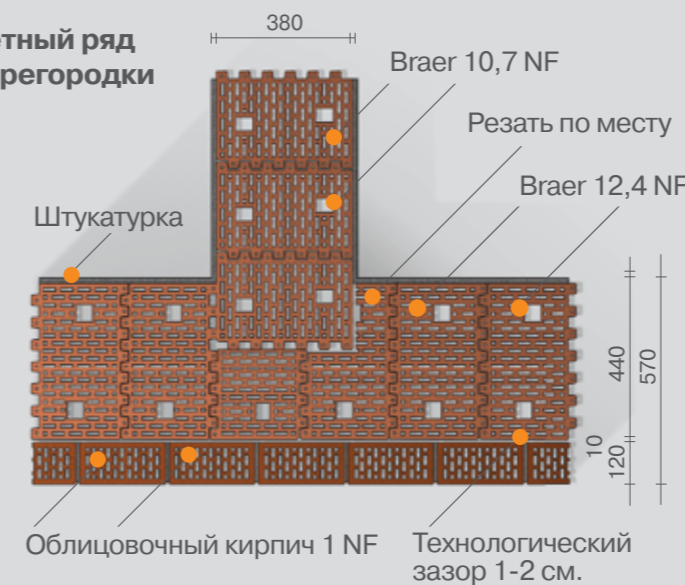 етный ряд
регородки
380
Braer 10,7 NF
Резать по месту
Braer 12,4 NF
Штукатурка
440
570
10
120
Облицовочный кирпич 1 NF
Технологический
зазор 1-2 см.